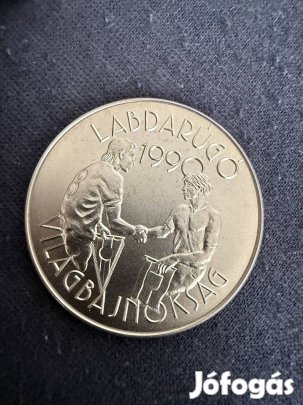 LABDARÚGÓ
1990
VILÁGBAJNOKSÁG
Jófogás